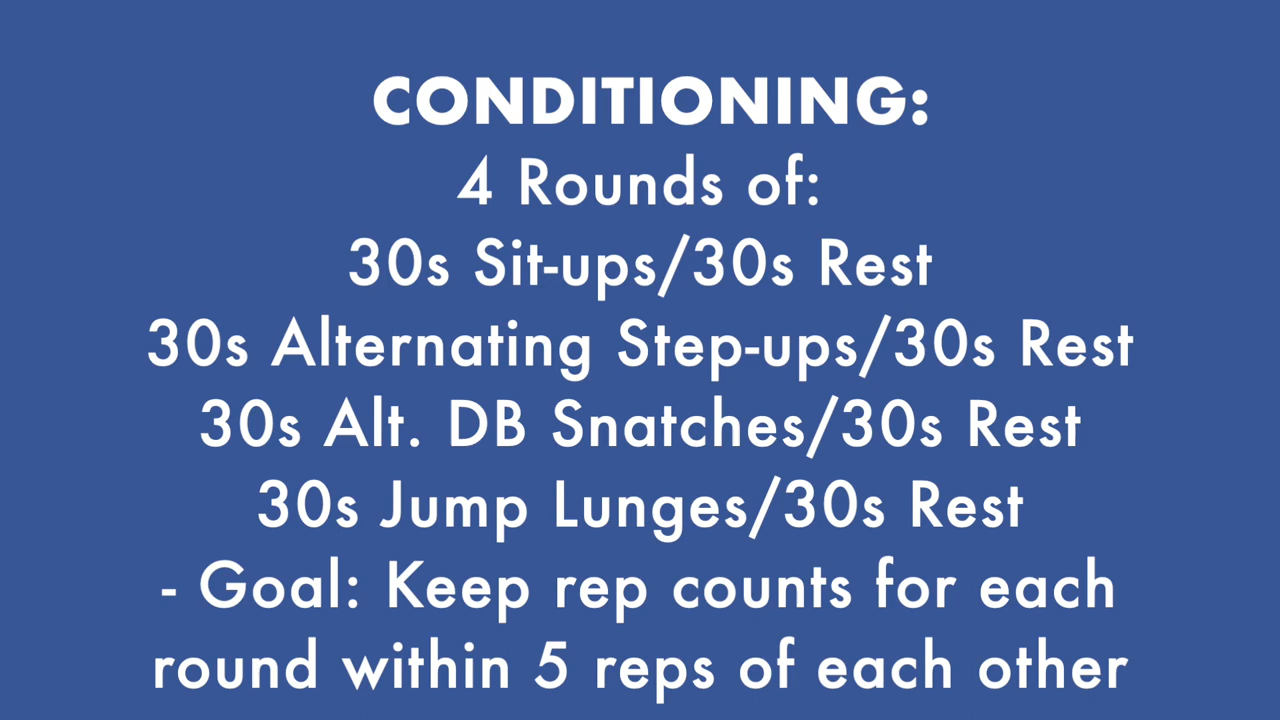 CONDITIONING:
4 Rounds of:
30s Sit-ups/30s Rest
30s Alternating Step-ups/30s Rest
30s Alt. DB Snatches/30s Rest
30s Jump Lunges/30s Rest
- Goal: Keep rep counts for each
round within 5 reps of each other